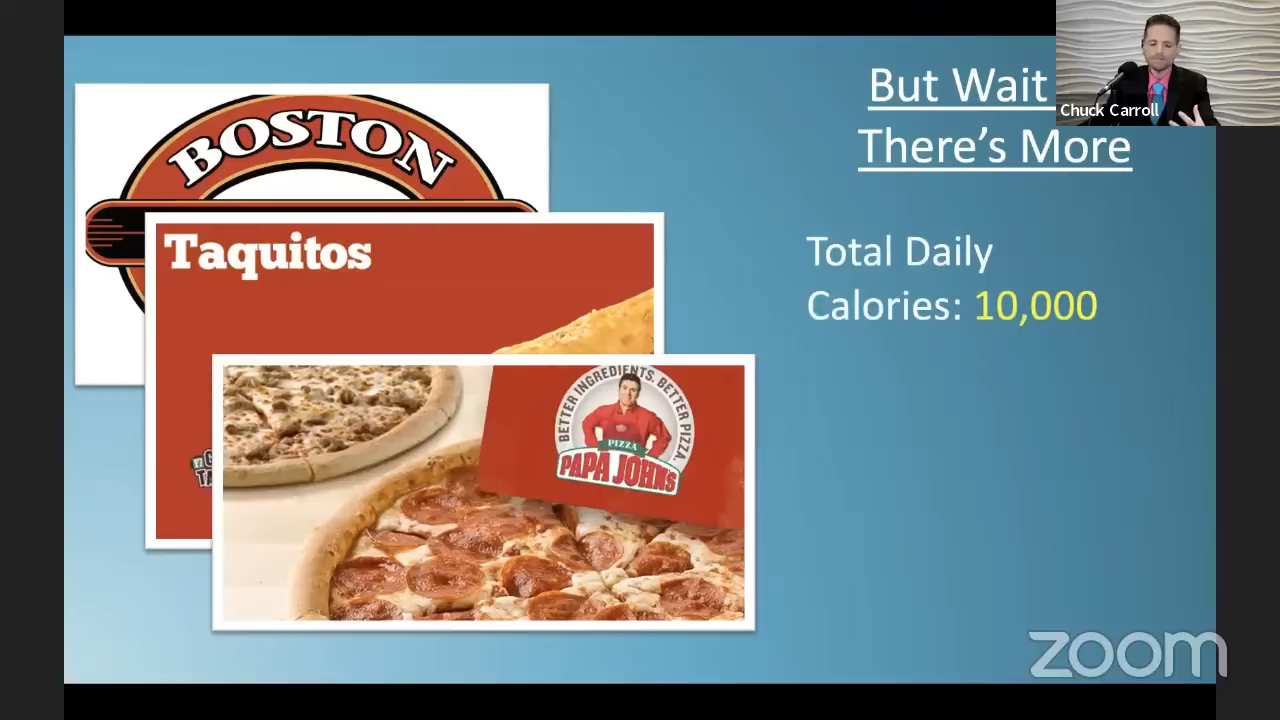 But Wait
There's More
Chuck Carroll
BOSTON
Taquitos
Total Daily
Calories: 10,000
BETTER INGREDIENTS. BETTER PIZZA.
PIZZA
PAPA JOHNS
zoom